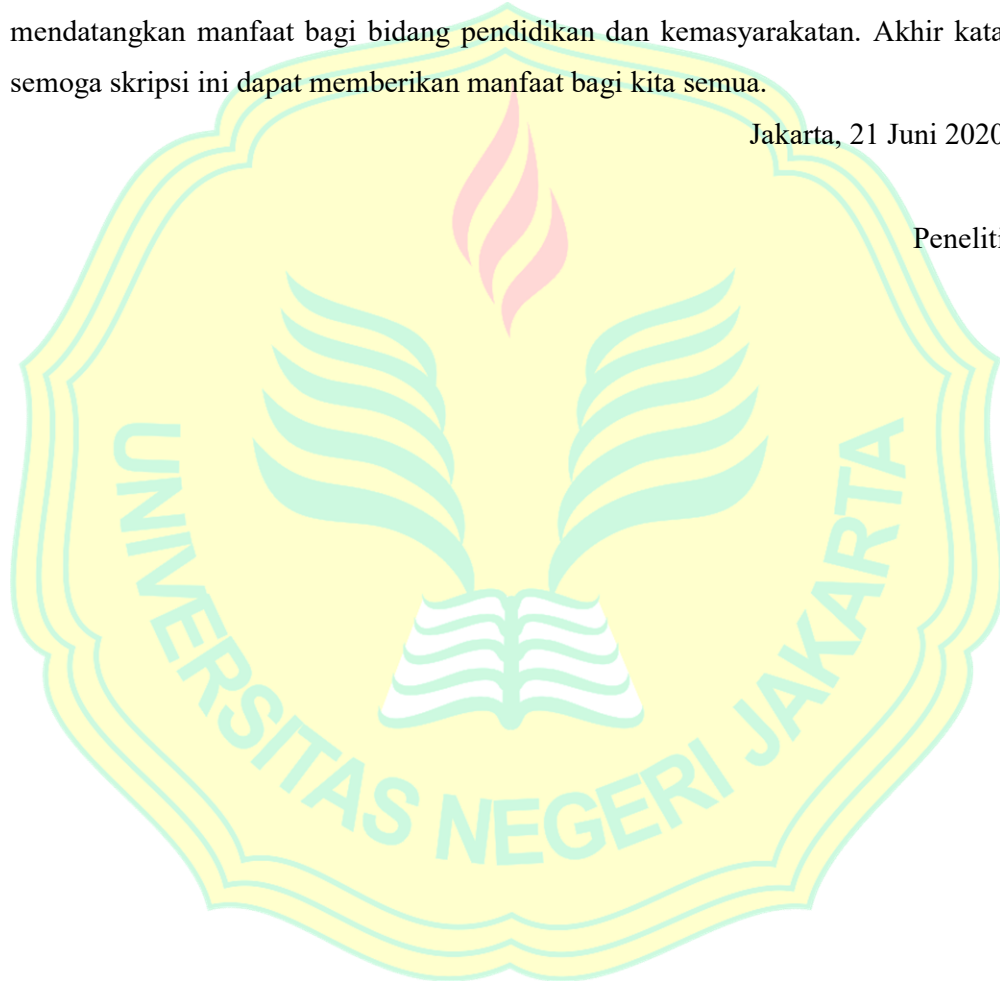 mendatangkan manfaat bagi bidang pendidikan dan kemasyarakatan. Akhir kata
semoga skripsi ini dapat memberikan manfaat bagi kita semua.
Jakarta, 21 Juni 2020
Peneliti
UNIVERSITAS NEGERI JAKARTA